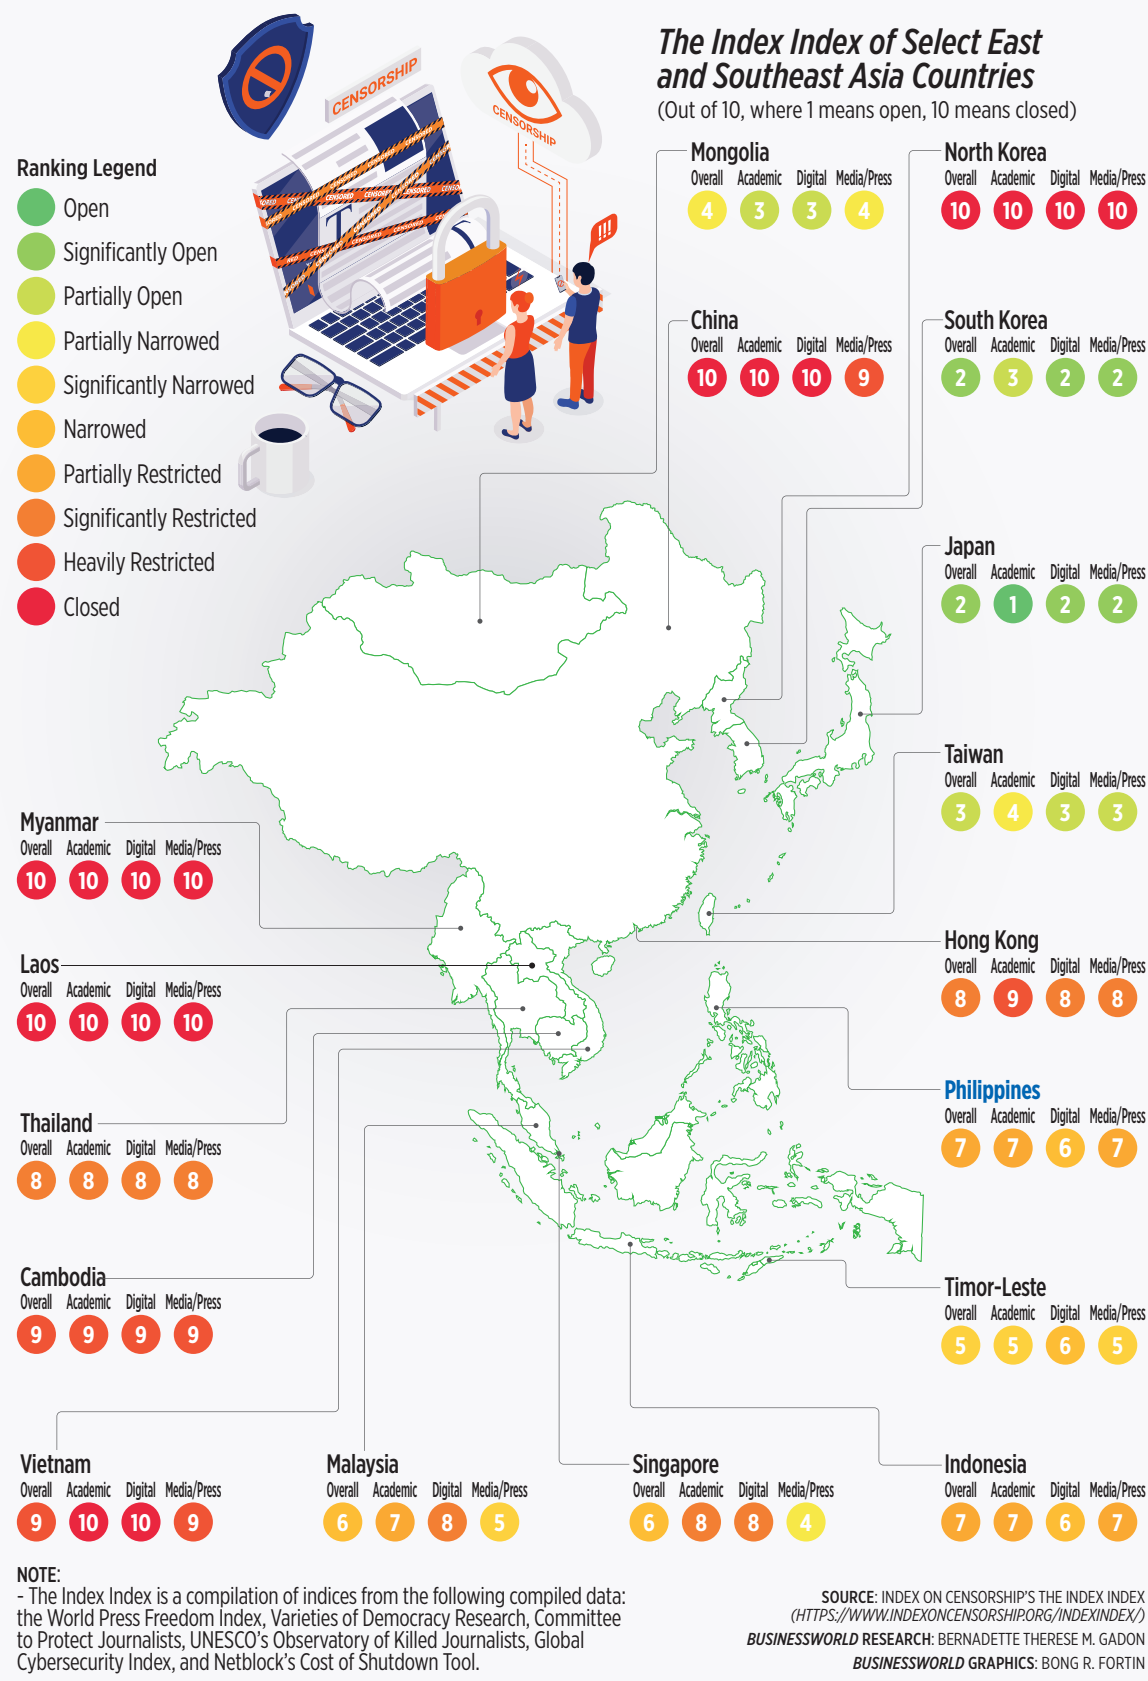 The Index Index of Select East
and Southeast Asia Countries
(Out of 10, where 1 means open, 10 means closed)
CENSORSHIP
CENSORSHIP
!!!
Ranking Legend
Open
Significantly Open
Partially Open
Partially Narrowed
Significantly Narrowed
Narrowed
Partially Restricted
Significantly Restricted
Heavily Restricted
Closed
Mongolia
Overall Academic Digital Media/Press
4 3 3 4
North Korea
Overall Academic Digital Media/Press
10 10 10 10
China
Overall Academic Digital Media/Press
10 10 10 9
South Korea
Overall Academic Digital Media/Press
2 3 2 2
Japan
Overall Academic Digital Media/Press
2 1 2 2
Taiwan
Overall Academic Digital Media/Press
3 4 3 3
Myanmar
Overall Academic Digital Media/Press
10 10 10 10
Hong Kong
Overall Academic Digital Media/Press
8 9 8 8
Laos
Overall Academic Digital Media/Press
10 10 10 10
Philippines
Overall Academic Digital Media/Press
7 7 6 7
Thailand
Overall Academic Digital Media/Press
8 8 8 8
Cambodia
Overall Academic Digital Media/Press
9 9 9 9
Timor-Leste
Overall Academic Digital Media/Press
5 5 6 5
Vietnam
Overall Academic Digital Media/Press
9 10 10 9
Malaysia
Overall Academic Digital Media/Press
6 7 8 5
Singapore
Overall Academic Digital Media/Press
6 8 8 4
Indonesia
Overall Academic Digital Media/Press
7 7 6 7
NOTE:
- The Index Index is a compilation of indices from the following compiled data:
the World Press Freedom Index, Varieties of Democracy Research, Committee
to Protect Journalists, UNESCO's Observatory of Killed Journalists, Global
Cybersecurity Index, and Netblock's Cost of Shutdown Tool.
SOURCE: INDEX ON CENSORSHIP'S THE INDEX INDEX
(HTTPS://WWW.INDEXONCENSORSHIP.ORG/INDEXINDEX/)
BUSINESSWORLD RESEARCH: BERNADETTE THERESE M. GADON
BUSINESSWORLD GRAPHICS: BONG R. FORTIN